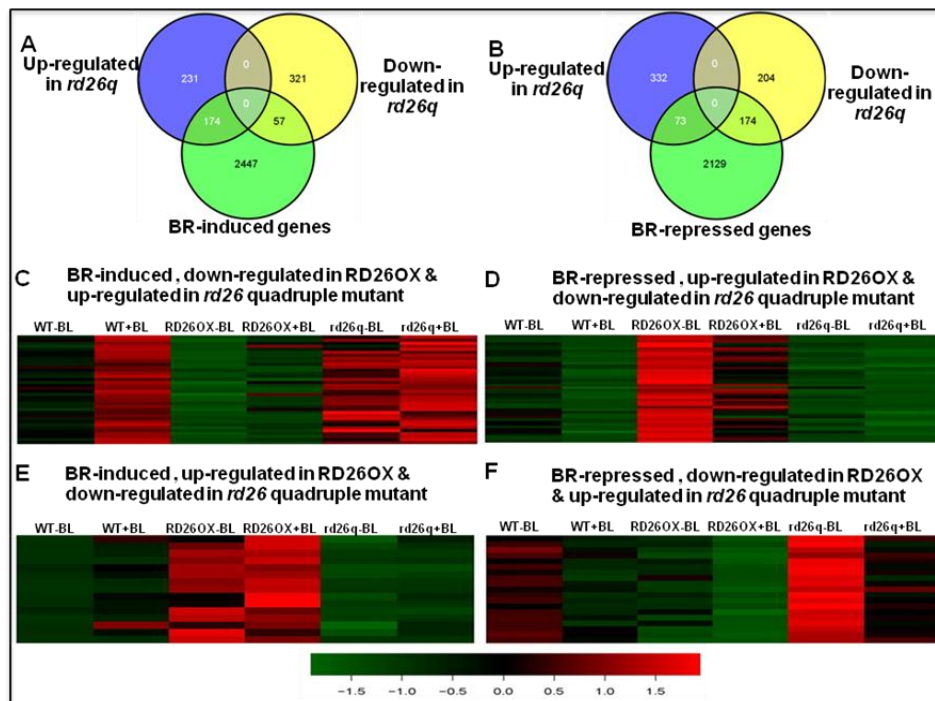 A
Up-regulated
in rd26q
0
231
321
0
174
57
2447
Down-
regulated in
rd26q
BR-induced genes
B
Up-regulated
in rd26q
0
332
204
0
73
174
2129
Down-
regulated in
rd26q
BR-repressed genes
C BR-induced, down-regulated in RD26OX &
up-regulated in rd26 quadruple mutant
WT-BL WT+BL RD26OX-BL RD26OX+BL rd26q-BL rd26q+BL
D BR-repressed, up-regulated in RD26OX &
down-regulated in rd26 quadruple mutant
WT-BL WT+BL RD26OX-BL RD26OX+BL rd26q-BL rd26q+BL
E BR-induced, up-regulated in RD26OX &
down-regulated in rd26 quadruple mutant
WT-BL WT+BL RD26OX-BL RD26OX+BL rd26q-BL rd26q+BL
F BR-repressed, down-regulated in RD26OX
& up-regulated in rd26 quadruple mutant
WT-BL WT+BL RD26OX-BL RD26OX+BL rd26q-BL rd26q+BL
-1.5 -1.0 -0.5 0.0 0.5 1.0 1.5